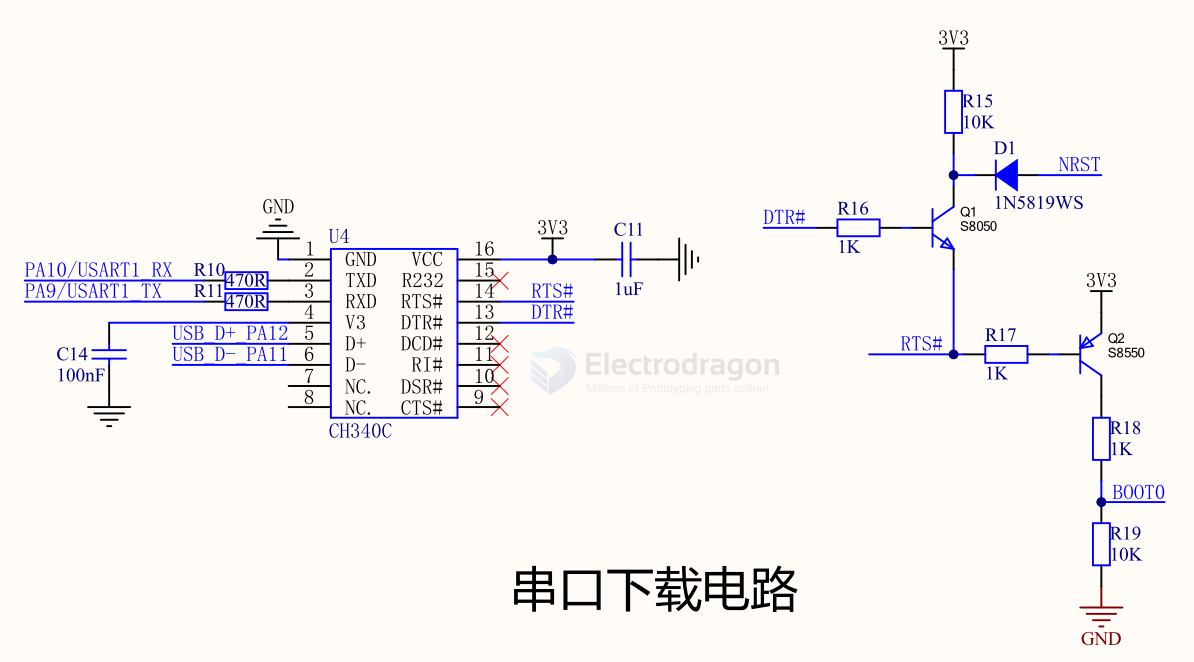 3V3
R15
10K
D1
NRST
1N5819WS
DTR#
R16
1K
Q1
S8050
GND
U4
3V3
C11
1uF
PA10/USART1_RX
R10
470R
PA9/USART1_TX
R11
470R
1
GND
VCC
16
2
TXD
R232
15
3
RXD
RTS#
14
RTS#
4
V3
DTR#
13
DTR#
USB_D+_PA12
5
D+
DCD#
12
USB_D-_PA11
6
D-
RI#
11
7
NC.
DSR#
10
8
NC.
CTS#
9
CH340C
C14
100nF
Electrodragon
Millions of Prototyping parts online!
RTS#
R17
1K
3V3
Q2
S8550
R18
1K
BOOT0
R19
10K
GND
串口下载电路